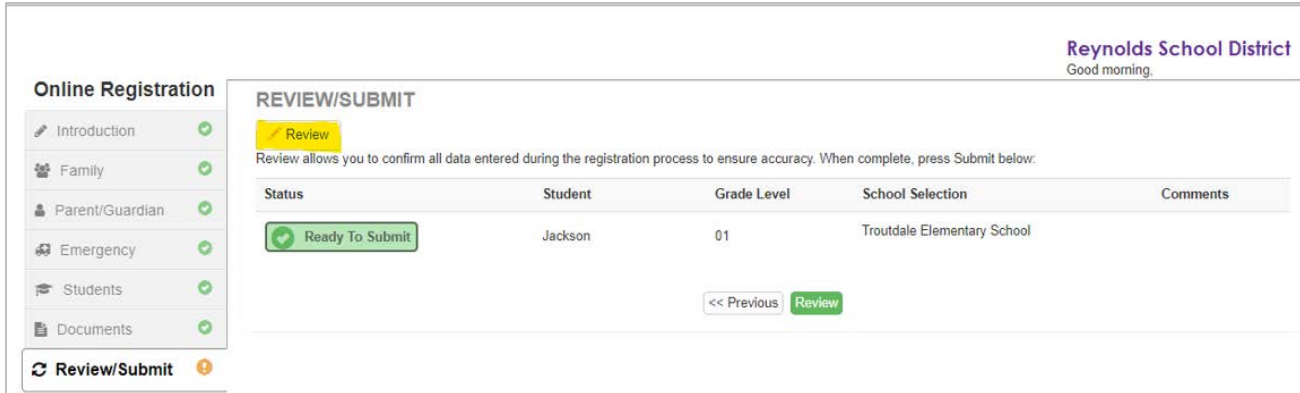 Reynolds School District
Good morning,
Online Registration
Introduction
Family
Parent/Guardian
Emergency
Students
Documents
Review/Submit
REVIEW/SUBMIT
Review
Review allows you to confirm all data entered during the registration process to ensure accuracy. When complete, press Submit below:
Status Student Grade Level School Selection Comments
Ready To Submit Jackson 01 Troutdale Elementary School
<< Previous Review